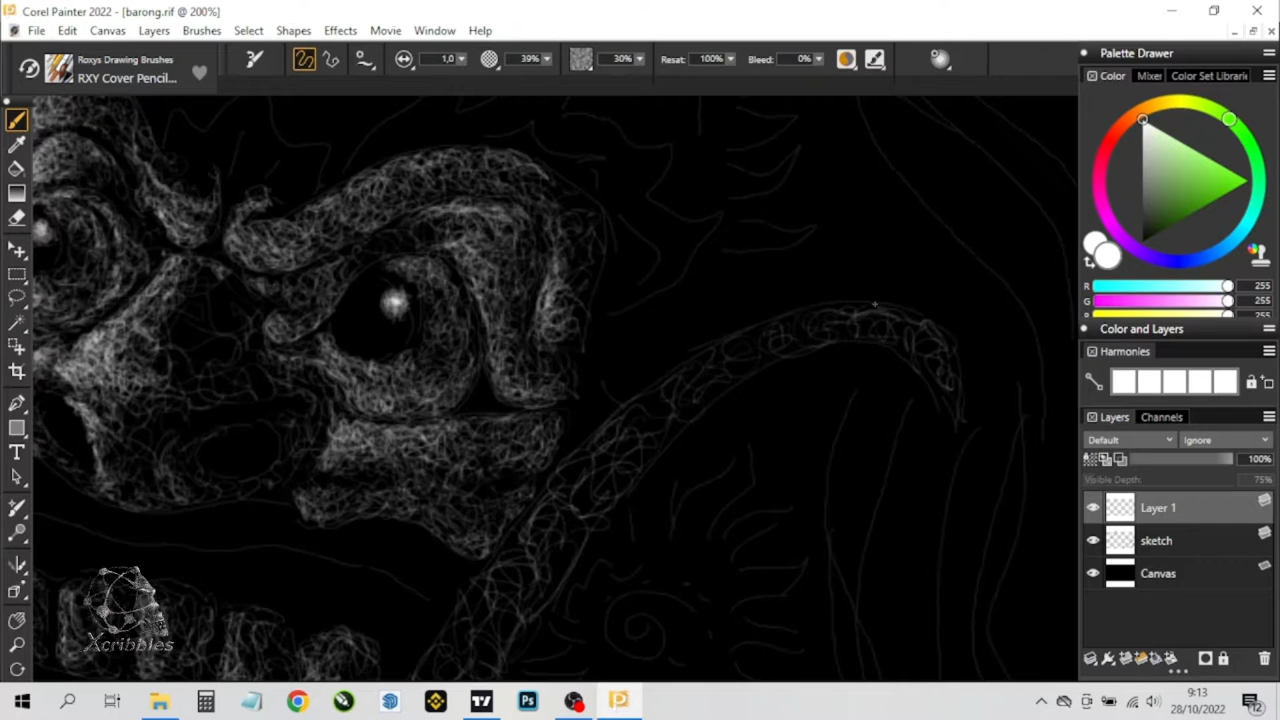 Corel Painter 2022 - [barong.rif @ 200%]
File Edit Canvas Layers Brushes Select Shapes Effects Movie Window Help
Roxys Drawing Brushes
RXY Cover Pencil...
1,0
39%
30%
Resat: 100%
Bleed: 0%
Palette Drawer
Color Mixer Color Set Librarie
R 255
G 255
255
Color and Layers
Harmonies
Layers Channels
Default Ignore
100%
Visible Depth: 75%
Layer 1
sketch
Canvas
Xcribbles
Ps
9:13
28/10/2022
12